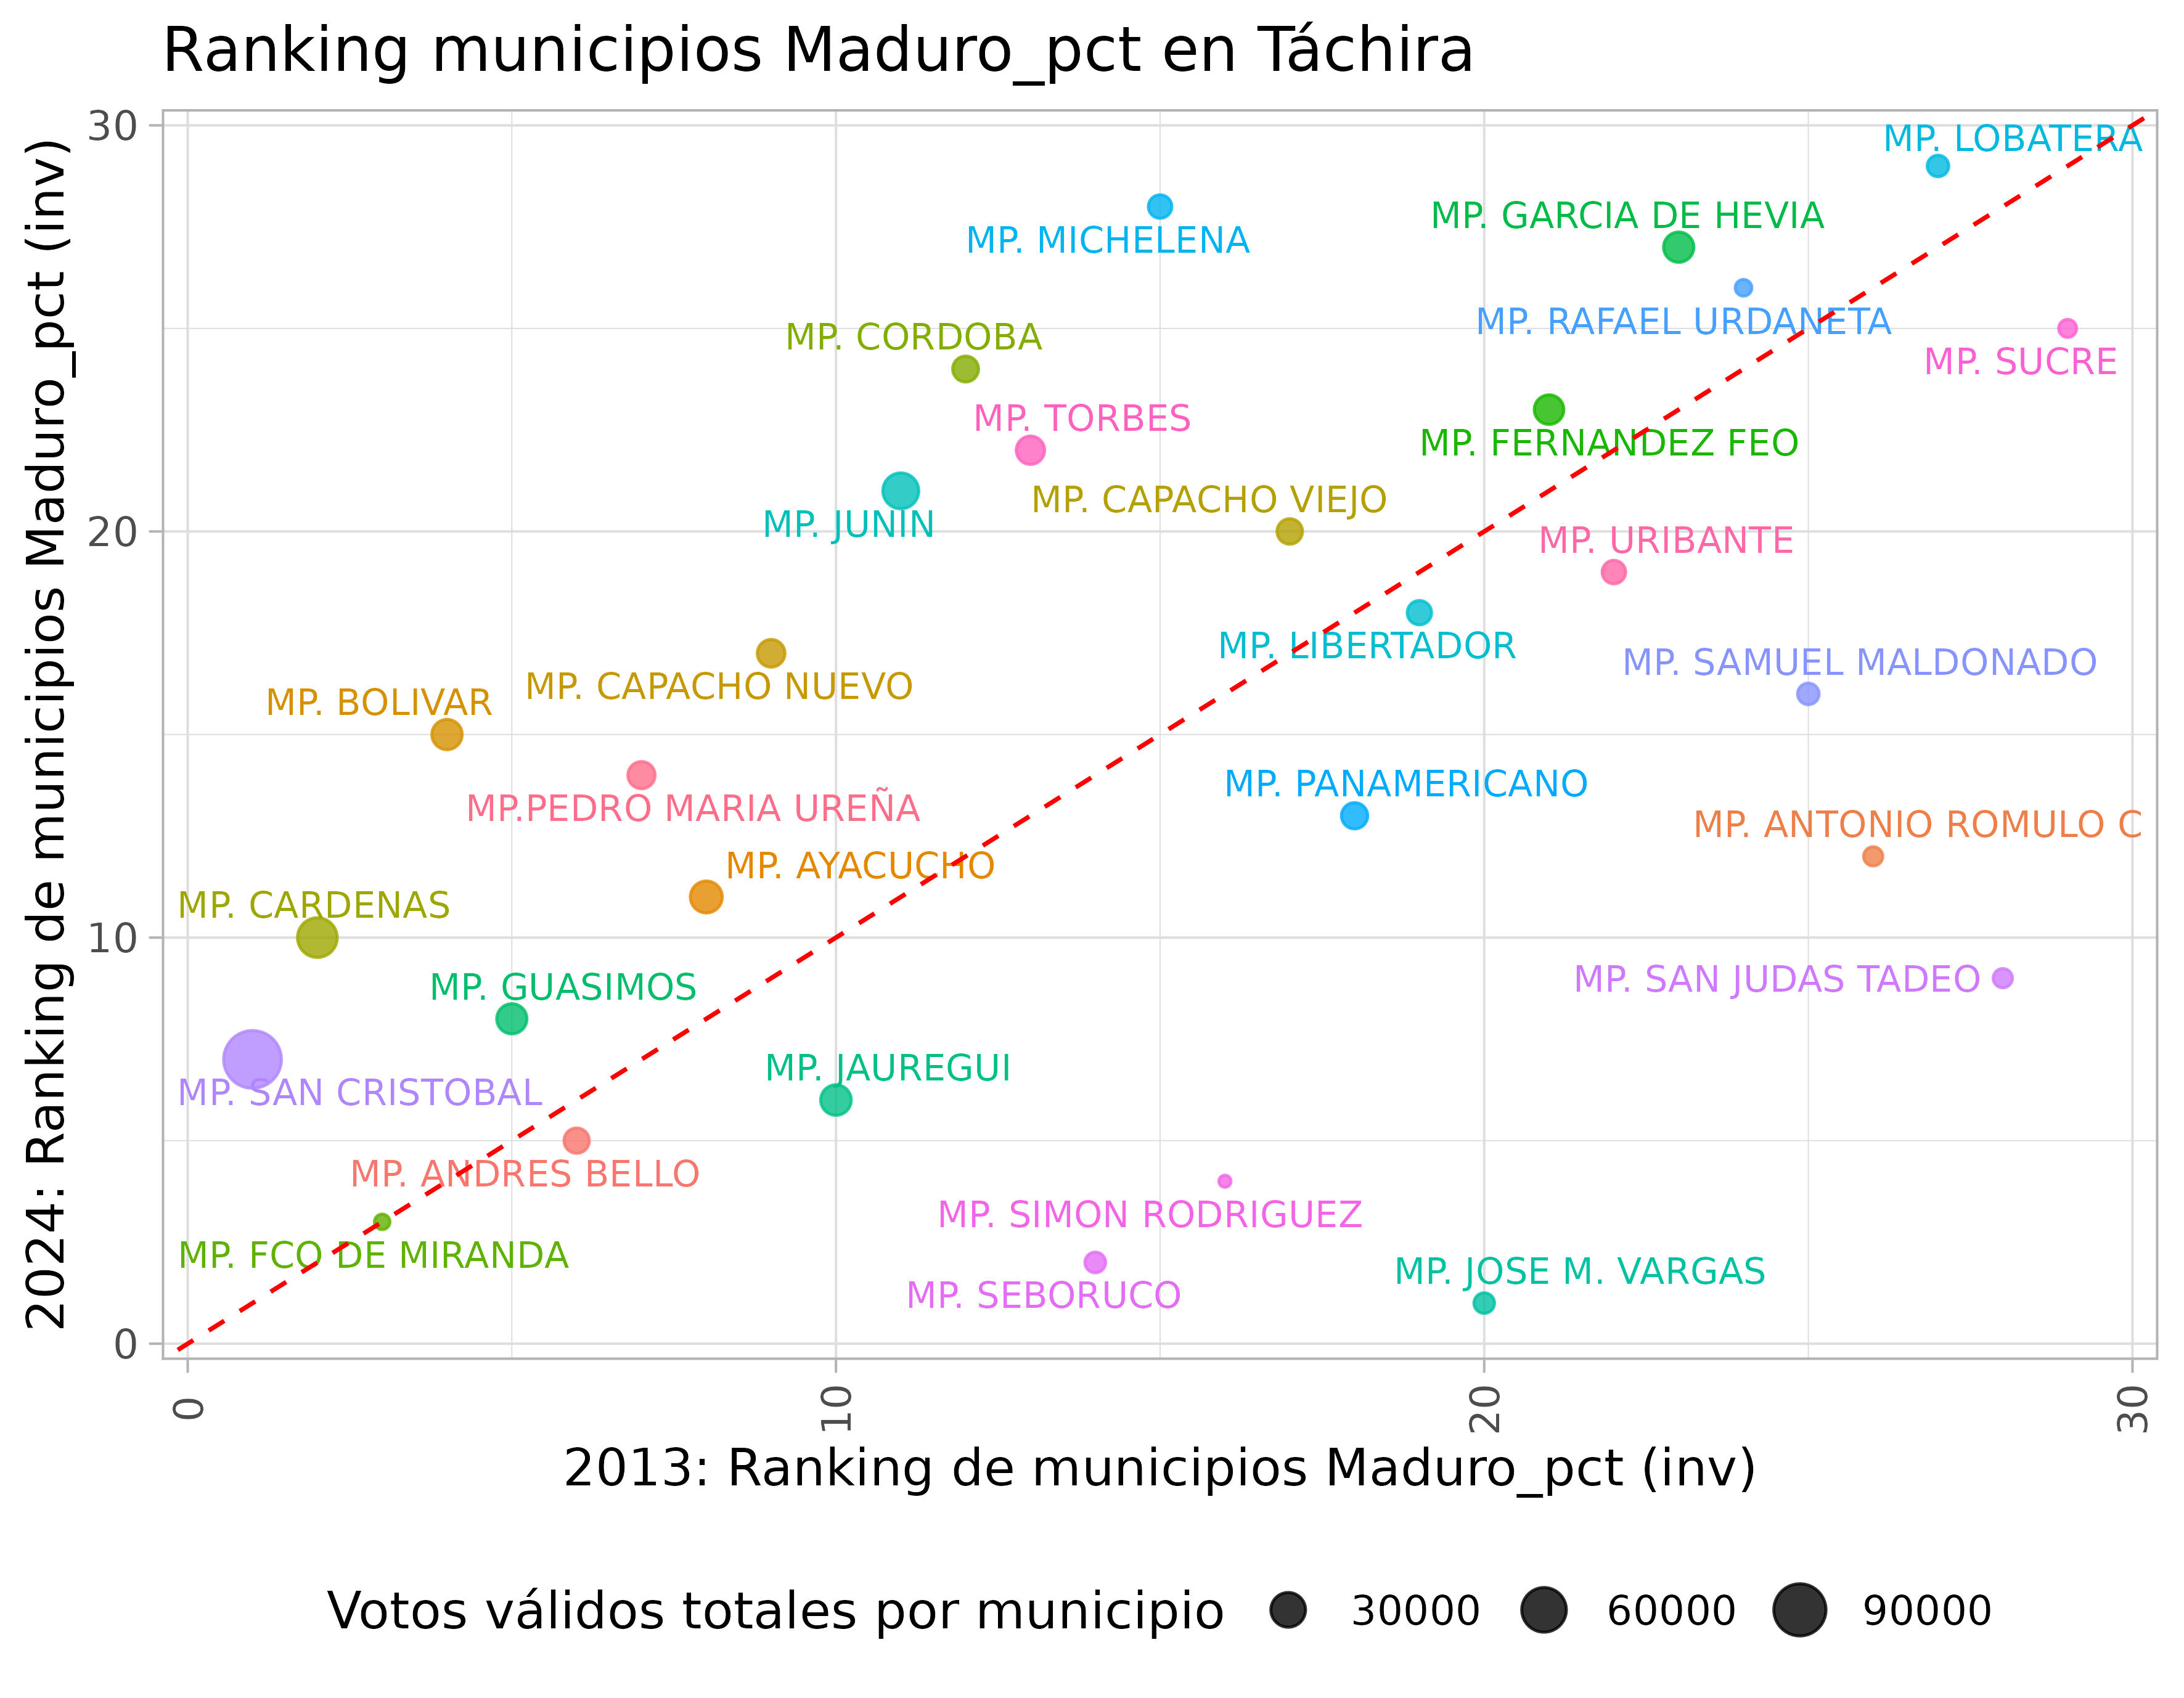 Ranking municipios Maduro_pct en Táchira
2024: Ranking de municipios Maduro_pct (inv)
30
20
10
0
MP. LOBATERA
MP. GARCIA DE HEVIA
MP. MICHELENA
MP. RAFAEL URDANETA
MP. CORDOBA
MP. SUCRE
MP. TORBES
MP. FERNANDEZ FEO
MP. CAPACHO VIEJO
MP. JUNIN
MP. URIBANTE
MP. LIBERTADOR
MP. SAMUEL MALDONADO
MP. CAPACHO NUEVO
MP. BOLIVAR
MP. PANAMERICANO
MP.PEDRO MARIA UREÑA
MP. ANTONIO ROMULO C
MP. AYACUCHO
MP. CARDENAS
MP. SAN JUDAS TADEO
MP. GUASIMOS
MP. JAUREGUI
MP. SAN CRISTOBAL
MP. ANDRES BELLO
MP. SIMON RODRIGUEZ
MP. FCO DE MIRANDA
MP. JOSE M. VARGAS
MP. SEBORUCO
0
10
20
30
2013: Ranking de municipios Maduro_pct (inv)
Votos válidos totales por municipio 30000 60000 90000